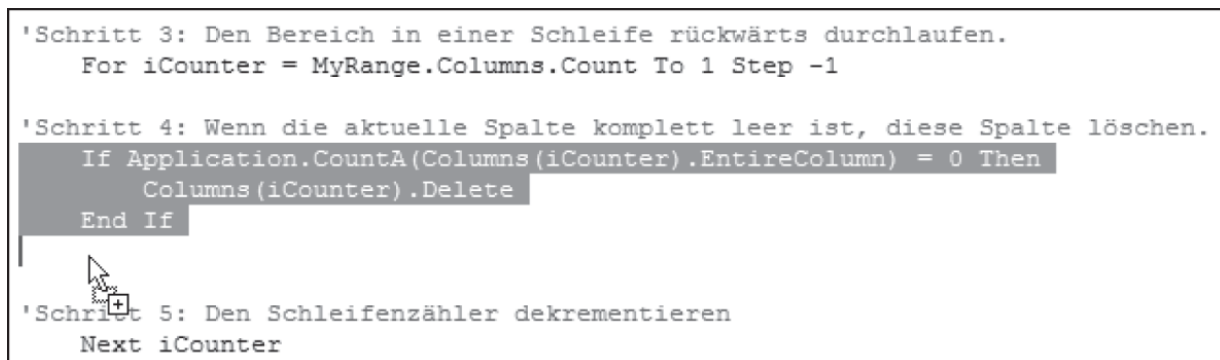 'Schritt 3: Den Bereich in einer Schleife rückwärts durchlaufen.
For iCounter = MyRange.Columns.Count To 1 Step -1
'Schritt 4: Wenn die aktuelle Spalte komplett leer ist, diese Spalte löschen.
If Application.CountA(Columns(iCounter).EntireColumn) = 0 Then
Columns(iCounter).Delete
End If
'Schritt 5: Den Schleifenzähler dekrementieren
Next iCounter